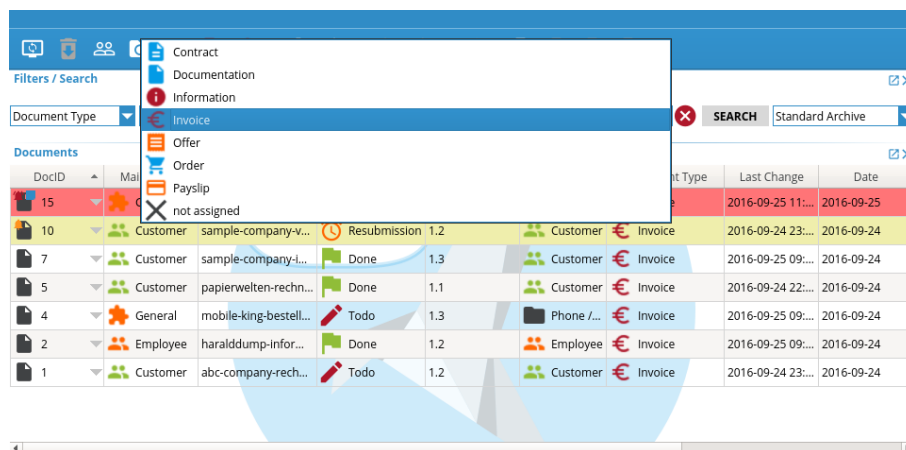 Contract
Documentation
Information
Invoice
Offer
Order
Payslip
not assigned
Filters / Search
Document Type SEARCH Standard Archive
Documents
DocID Mai t Type Last Change Date
15 2016-09-25 11:... 2016-09-25
10 Customer sample-company-v... Resubmission 1.2 Customer Invoice 2016-09-24 23:... 2016-09-24
7 Customer sample-company-i... Done 1.3 Customer Invoice 2016-09-25 09:... 2016-09-24
5 Customer papierwelten-rechn... Done 1.1 Customer Invoice 2016-09-24 22:... 2016-09-24
4 General mobile-king-bestell... Todo 1.3 Phone /... Invoice 2016-09-25 09:... 2016-09-24
2 Employee haralddump-infor... Done 1.2 Employee Invoice 2016-09-25 09:... 2016-09-24
1 Customer abc-company-rech... Todo 1.2 Customer Invoice 2016-09-24 23:... 2016-09-24